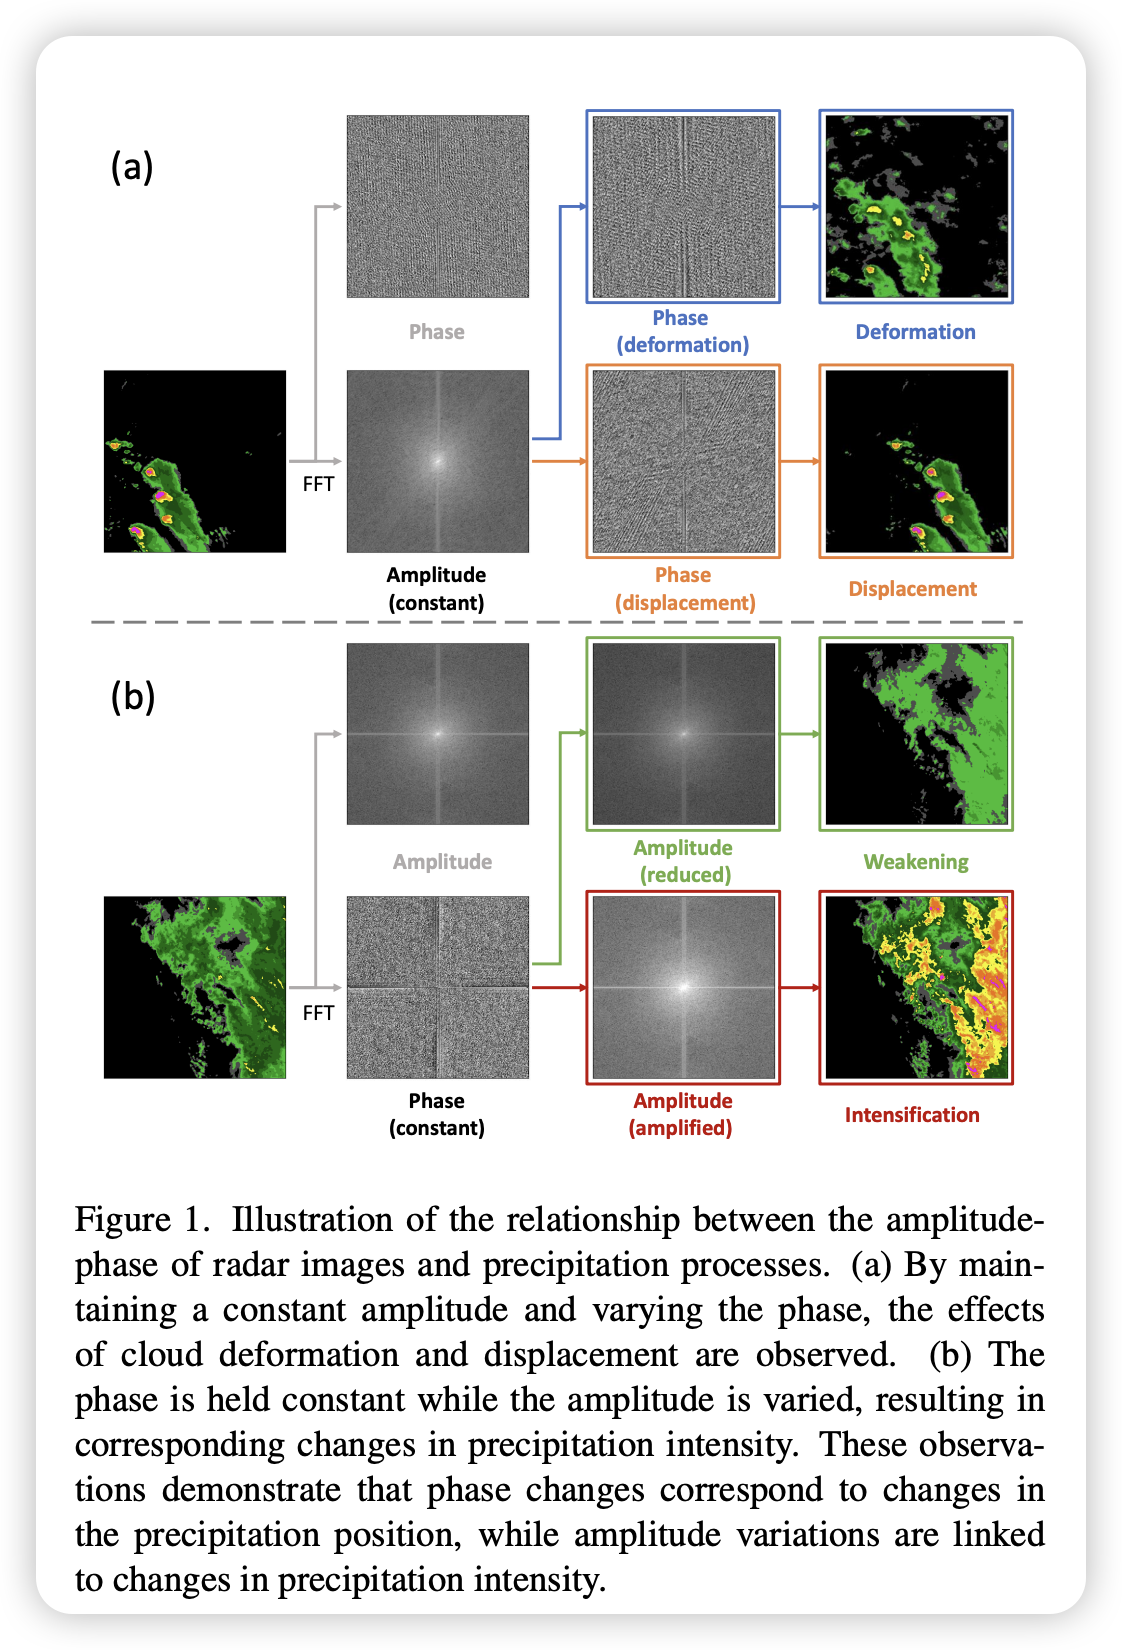 (a)
Phase
Phase
(deformation)
Deformation
FFT
Amplitude
(constant)
Phase
(displacement)
Displacement
(b)
Amplitude
Amplitude
(reduced)
Weakening
FFT
Phase
(constant)
Amplitude
(amplified)
Intensification
Figure 1. Illustration of the relationship between the amplitude-
phase of radar images and precipitation processes. (a) By main-
taining a constant amplitude and varying the phase, the effects
of cloud deformation and displacement are observed. (b) The
phase is held constant while the amplitude is varied, resulting in
corresponding changes in precipitation intensity. These observa-
tions demonstrate that phase changes correspond to changes in
the precipitation position, while amplitude variations are linked
to changes in precipitation intensity.